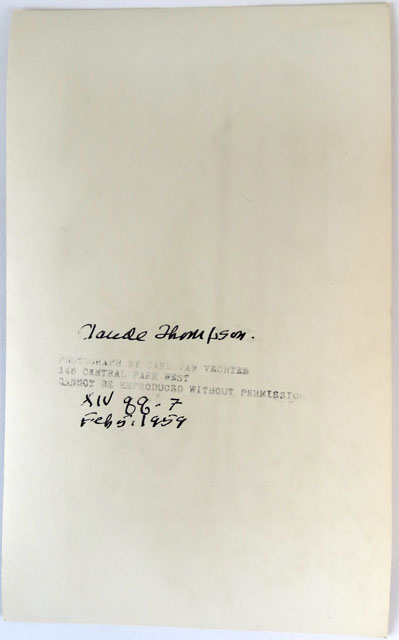 Claude Thompson.
PHOTOGRAPH BY CARL VAN VECHTEN
146 CENTRAL PARK WEST
CANNOT BE REPRODUCED WITHOUT PERMISSION
XIV qq. 7
Feb 5. 1959